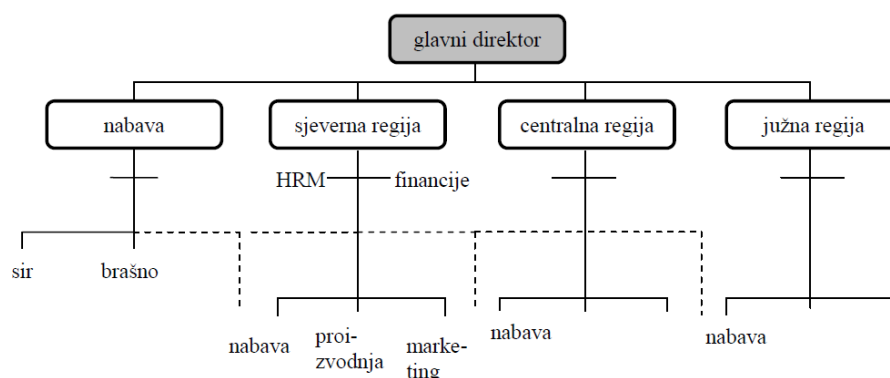 glavni direktor
nabava
sjeverna regija
centralna regija
južna regija
HRM
financije
sir
brašno
nabava
proi-
zvodnja
marke-
ting
nabava
nabava